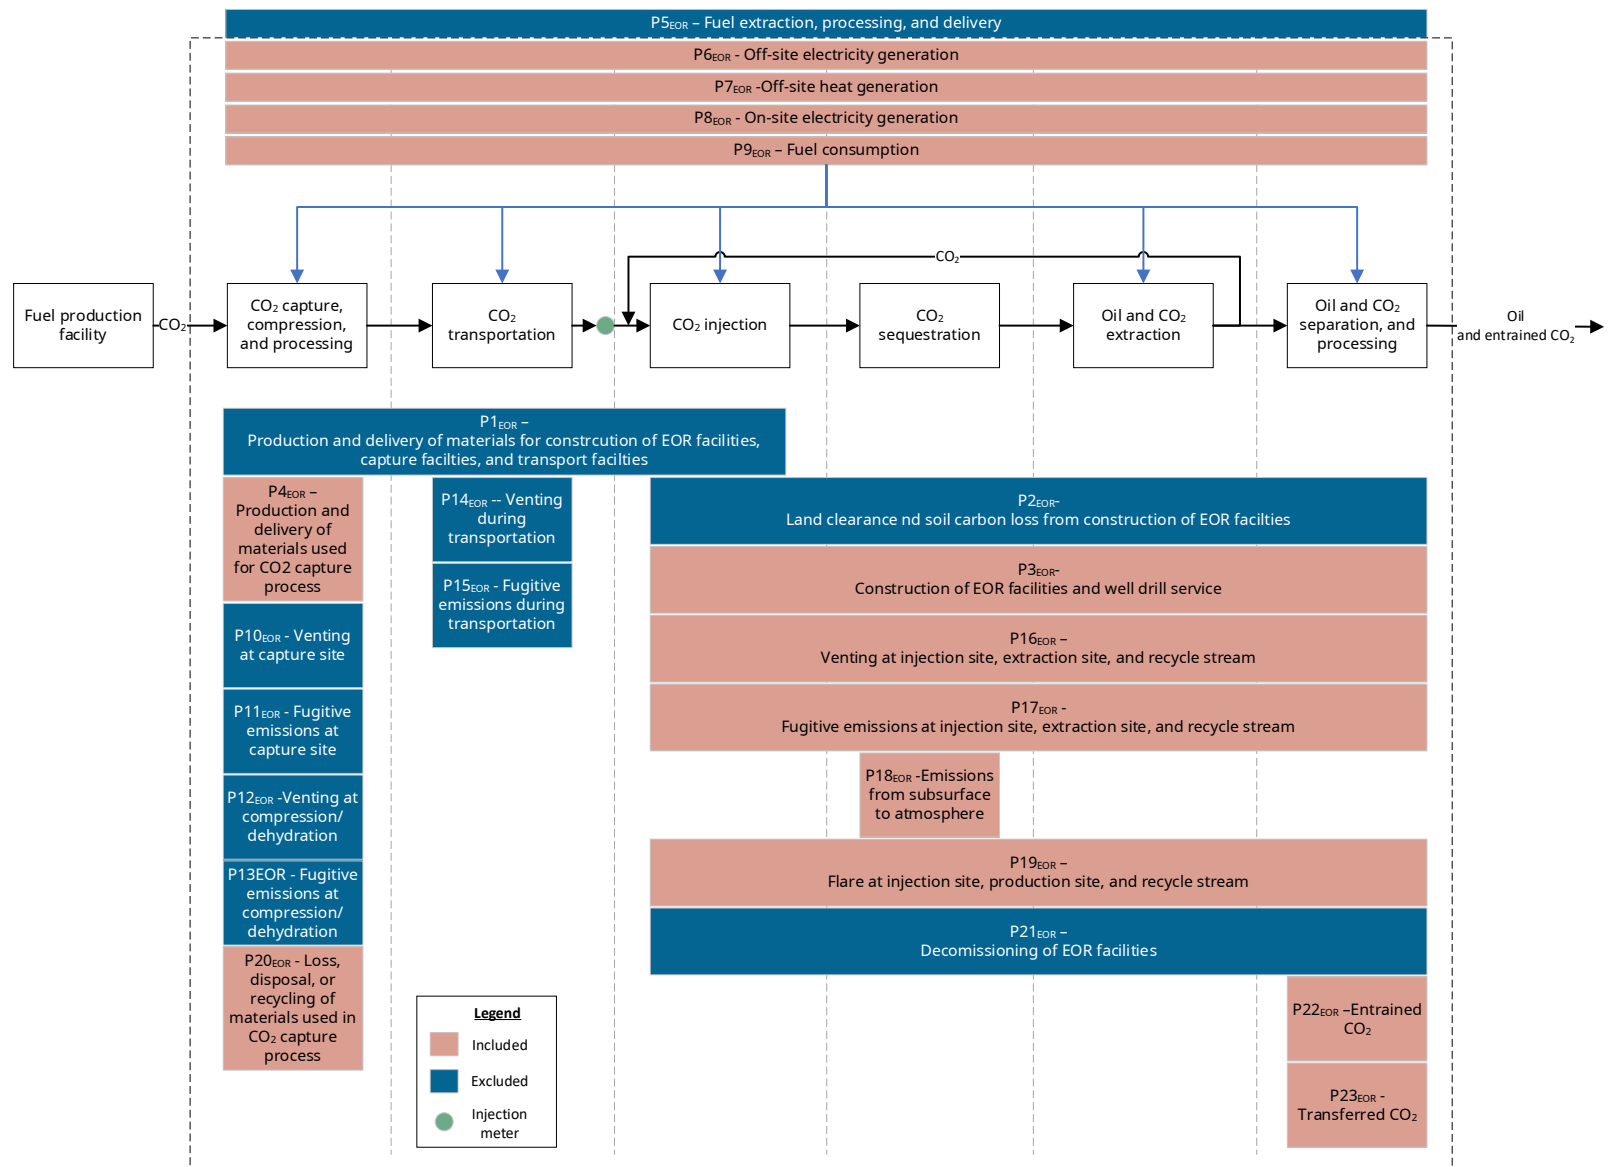 P5EOR – Fuel extraction, processing, and delivery
P6EOR - Off-site electricity generation
P7EOR -Off-site heat generation
P8EOR - On-site electricity generation
P9EOR – Fuel consumption
CO₂
Fuel production
facility
CO₂
CO₂ capture,
compression,
and processing
CO₂
transportation
CO₂ injection
CO₂
sequestration
Oil and CO₂
extraction
Oil and CO₂
separation, and
processing
Oil
and entrained CO₂
P1EOR –
Production and delivery of materials for constrcution of EOR facilities,
capture facilties, and transport facilties
P4EOR –
Production and
delivery of
materials used
for CO2 capture
process
P10EOR - Venting
at capture site
P11EOR - Fugitive
emissions at
capture site
P12EOR -Venting at
compression/
dehydration
P13EOR - Fugitive
emissions at
compression/
dehydration
P20EOR - Loss,
disposal, or
recycling of
materials used in
CO₂ capture
process
P14EOR -- Venting
during
transportation
P15EOR - Fugitive
emissions during
transportation
P2EOR-
Land clearance nd soil carbon loss from construction of EOR facilties
P3EOR-
Construction of EOR facilities and well drill service
P16EOR –
Venting at injection site, extraction site, and recycle stream
P17EOR -
Fugitive emissions at injection site, extraction site, and recycle stream
P18EOR -Emissions
from subsurface
to atmosphere
P19EOR –
Flare at injection site, production site, and recycle stream
P21EOR –
Decomissioning of EOR facilities
P22EOR –Entrained
CO₂
P23EOR -
Transferred CO₂
Legend
Included
Excluded
Injection
meter